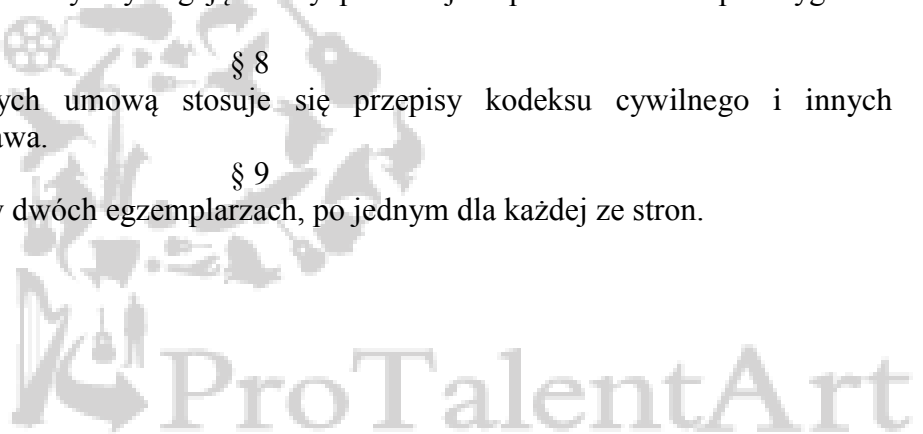 § 8
ych umową stosuje się przepisy kodeksu cywilnego i innych
awa.
§ 9
dwóch egzemplarzach, po jednym dla każdej ze stron.
ProTalentArt